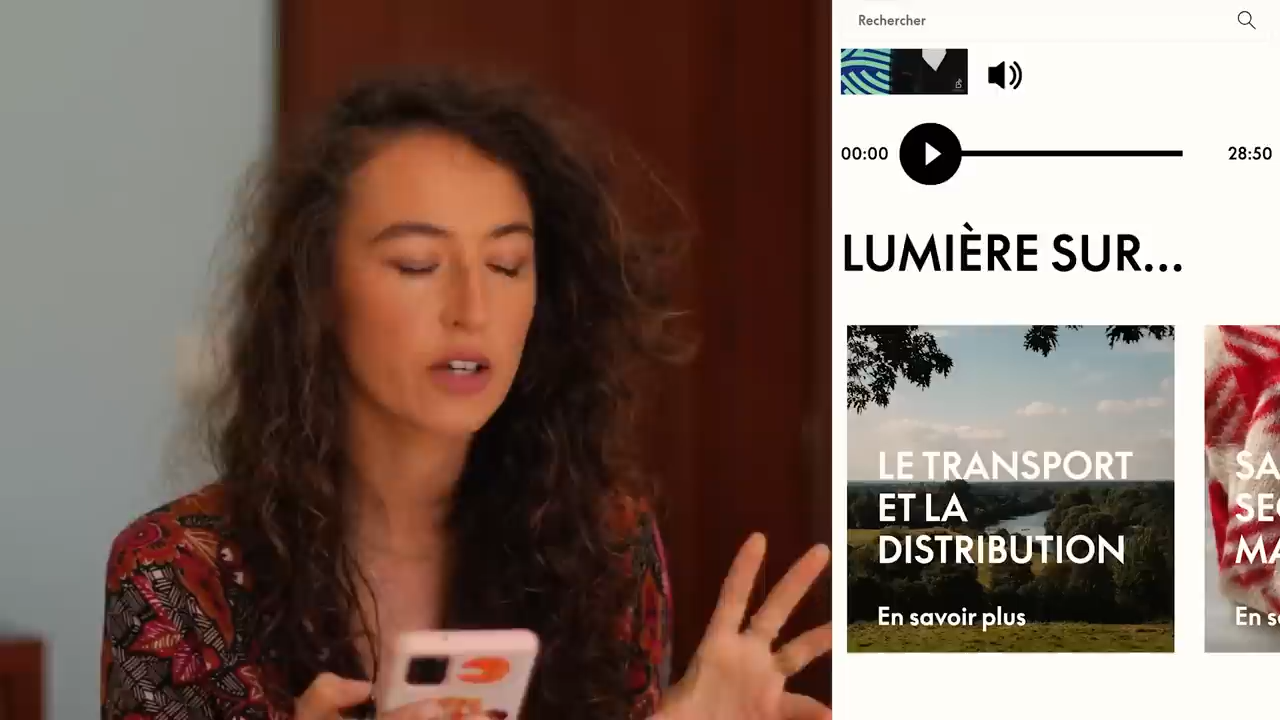 Rechercher
00:00
28:50
LUMIÈRE SUR...
LE TRANSPORT
ET LA
DISTRIBUTION
En savoir plus